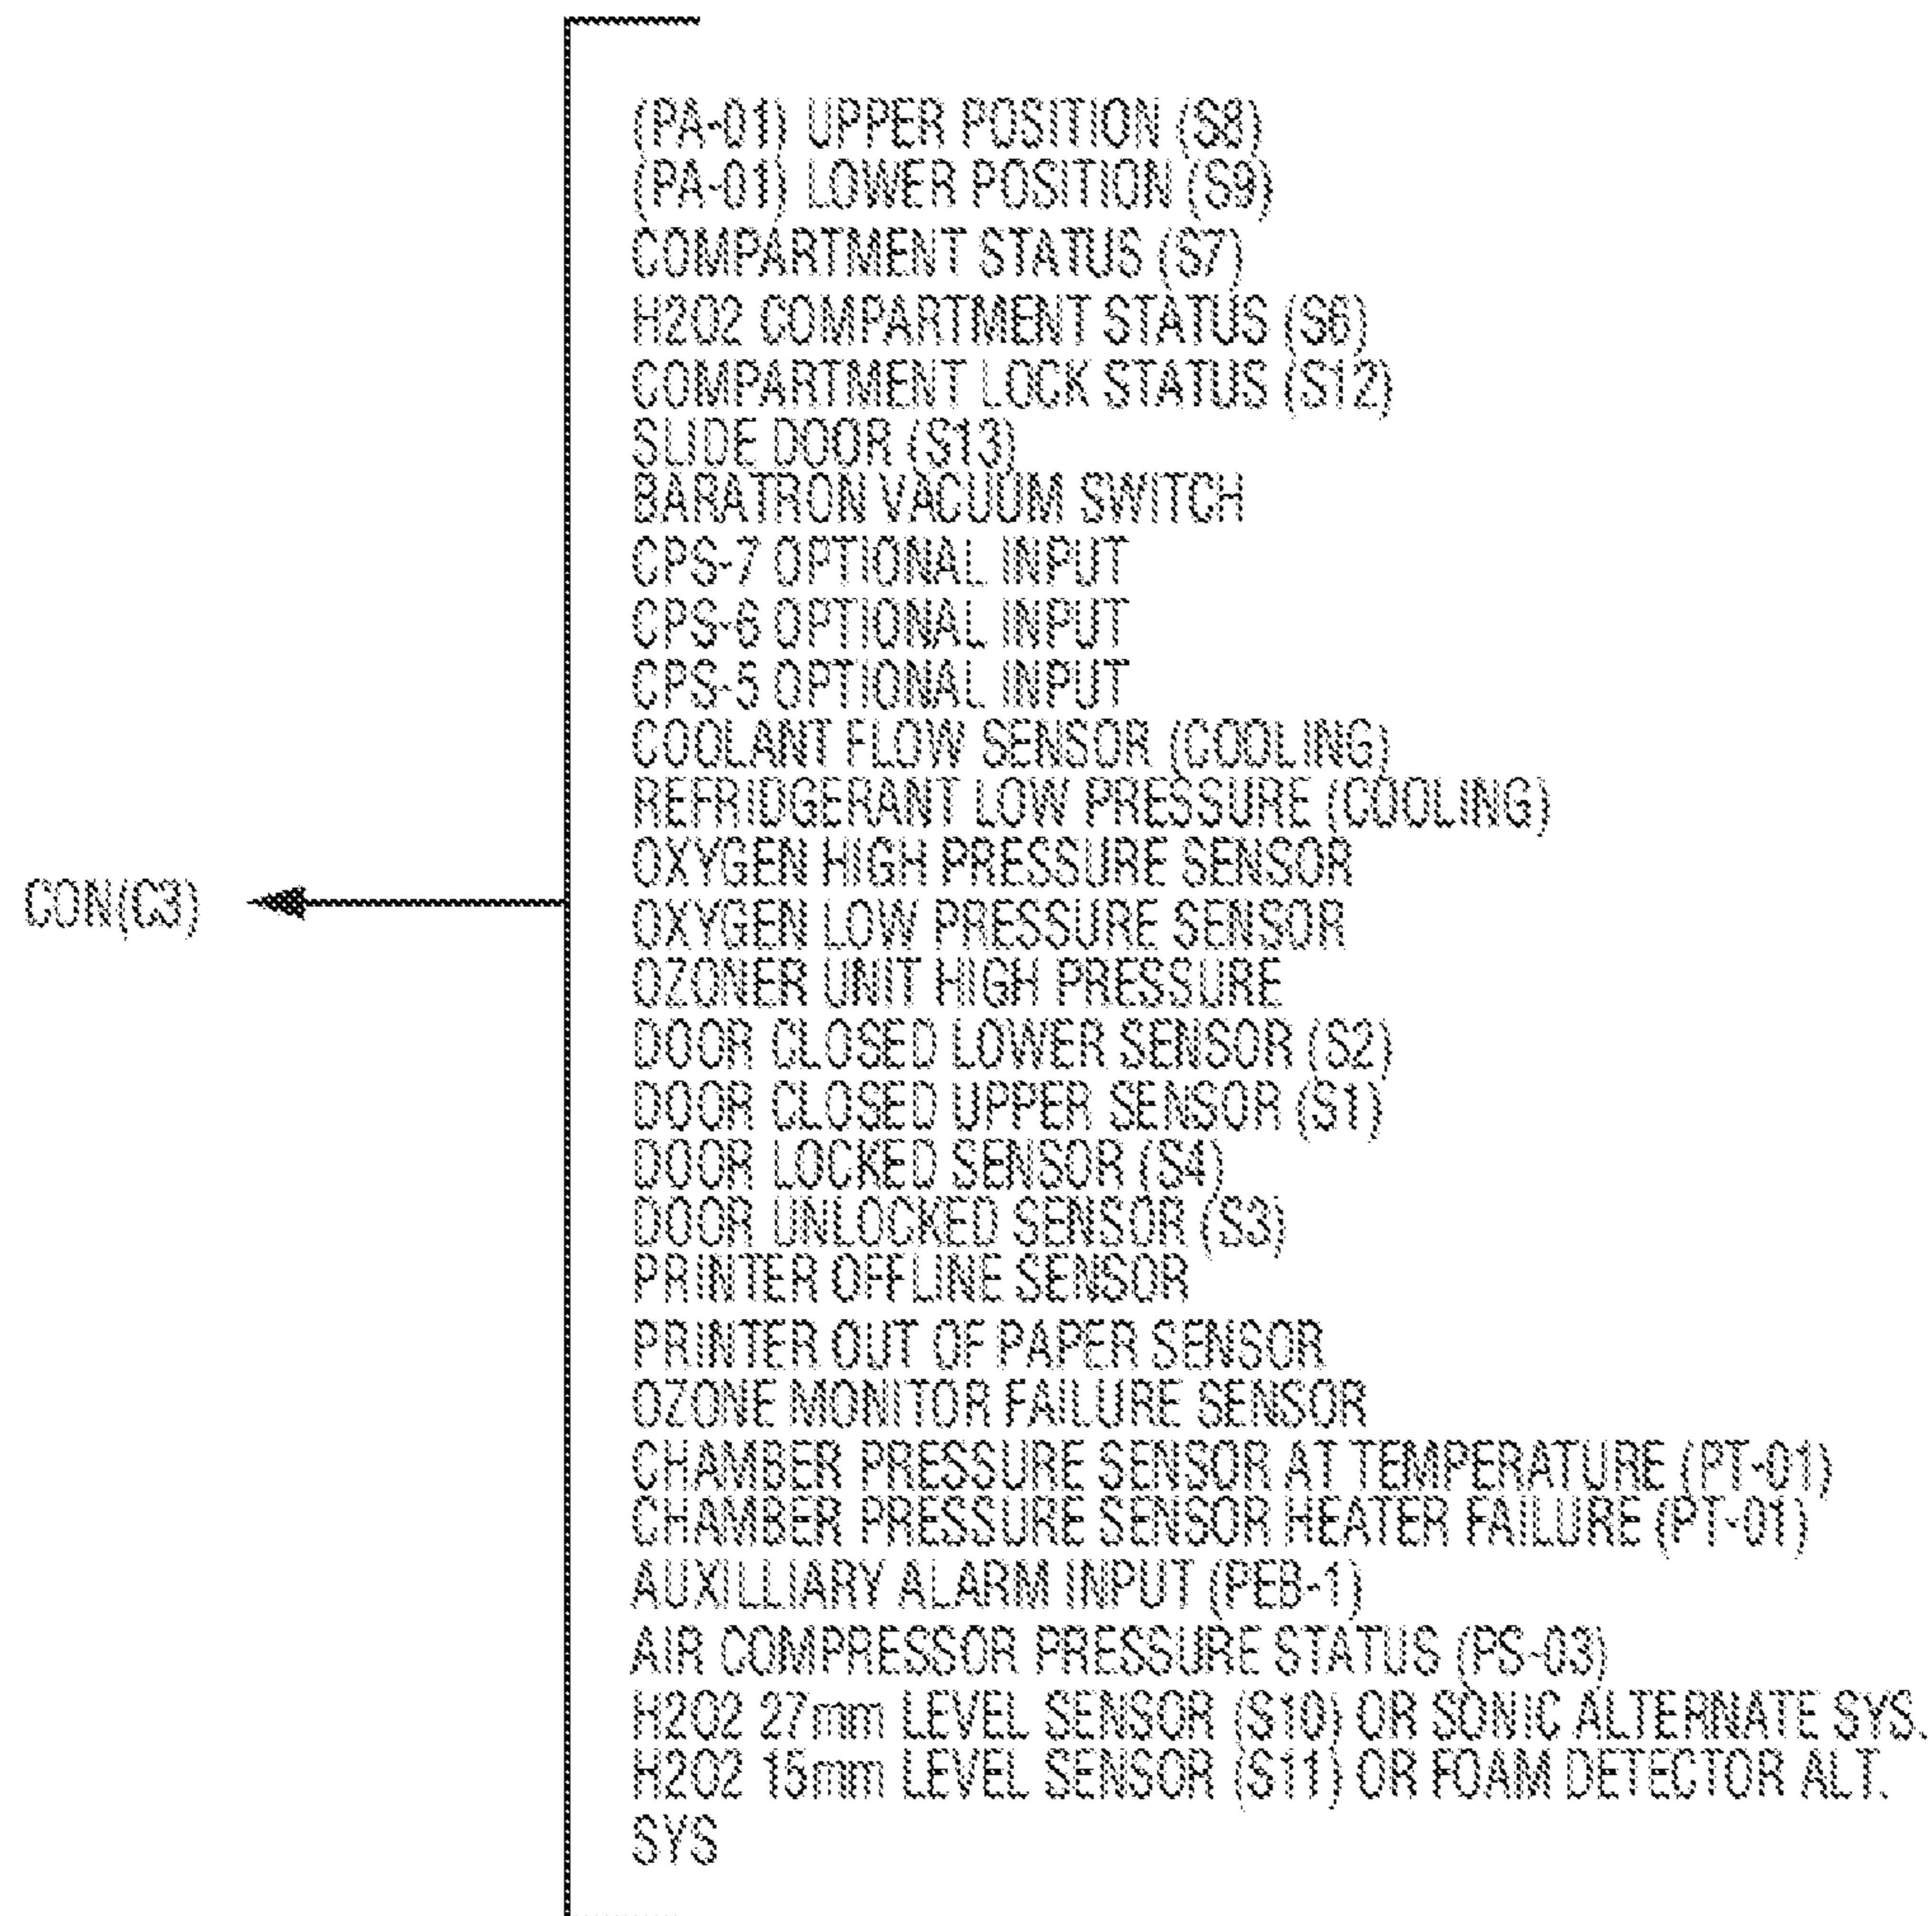 (PA-01) UPPER POSITION (S8)
(PA-01) LOWER POSITION (S9)
COMPARTMENT STATUS (S7)
H2O2 COMPARTMENT STATUS (S6)
COMPARTMENT LOCK STATUS (S12)
SLIDE DOOR (S13)
BARATRON VACUUM SWITCH
CPS-7 OPTIONAL INPUT
CPS-6 OPTIONAL INPUT
CPS-5 OPTIONAL INPUT
COOLANT FLOW SENSOR (COOLING)
REFRIDGERANT LOW PRESSURE (COOLING)
OXYGEN HIGH PRESSURE SENSOR
CON(C3)
OXYGEN LOW PRESSURE SENSOR
OZONER UNIT HIGH PRESSURE
DOOR CLOSED LOWER SENSOR (S2)
DOOR CLOSED UPPER SENSOR (S1)
DOOR LOCKED SENSOR (S4)
DOOR UNLOCKED SENSOR (S3)
PRINTER OFFLINE SENSOR
PRINTER OUT OF PAPER SENSOR
OZONE MONITOR FAILURE SENSOR
CHAMBER PRESSURE SENSOR AT TEMPERATURE (PT-01)
CHAMBER PRESSURE SENSOR HEATER FAILURE (PT-01)
AUXILLIARY ALARM INPUT (PEB-1)
AIR COMPRESSOR PRESSURE STATUS (PS-03)
H2O2 27mm LEVEL SENSOR (S10) OR SONIC ALTERNATE SYS.
H2O2 15mm LEVEL SENSOR (S11) OR FOAM DETECTOR ALT.
SYS